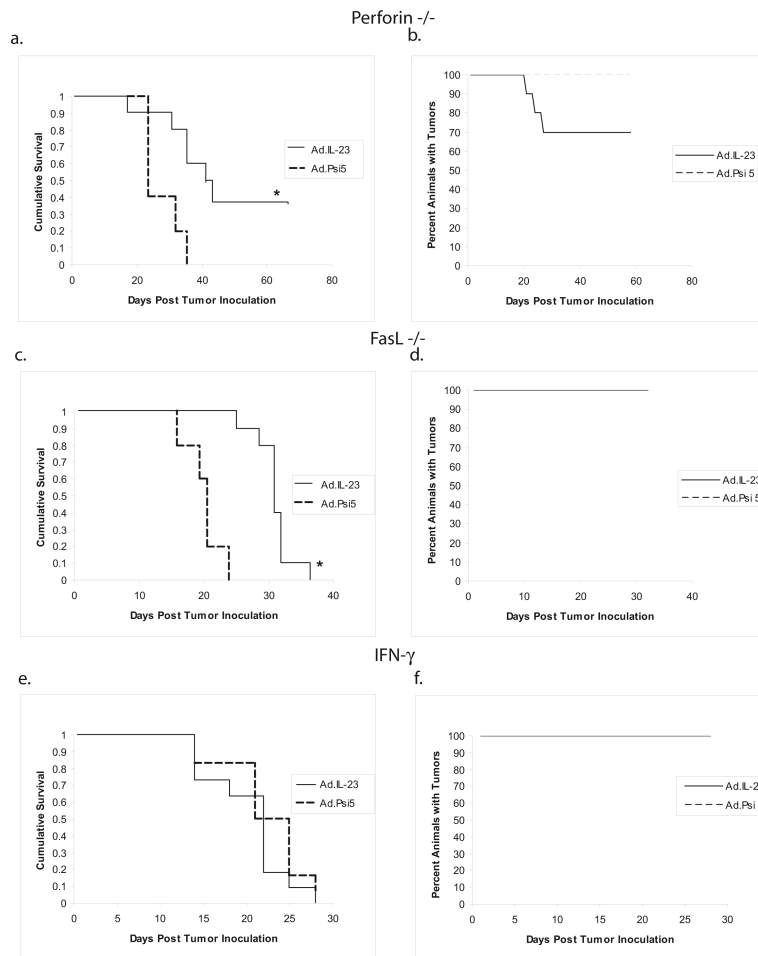 Perforin -/-
a.
b.
Cumulative Survival
1
0.9
0.8
0.7
0.6
0.5
0.4
0.3
0.2
0.1
0
0 20 40 60 80
Days Post Tumor Inoculation
Ad.IL-23
Ad.Psi5
*
Percent Animals with Tumors
100
90
80
70
60
50
40
30
20
10
0
0 20 40 60 80
Days Post Tumor Inoculation
Ad.IL-23
Ad.Psi 5
FasL -/-
c.
d.
Cumulative Survival
1
0.9
0.8
0.7
0.6
0.5
0.4
0.3
0.2
0.1
0
0 10 20 30 40
Days Post Tumor Inoculation
Ad.IL-23
Ad.Psi5
*
Percent Animals with Tumors
100
90
80
70
60
50
40
30
20
10
0
0 10 20 30 40
Days Post Tumor Inoculation
Ad.IL-23
Ad.Psi 5
IFN-γ
e.
f.
Cumulative Survival
1
0.9
0.8
0.7
0.6
0.5
0.4
0.3
0.2
0.1
0
0 5 10 15 20 25 30
Days Post Tumor Inoculation
Ad.IL-23
Ad.Psi5
Percent Animals with Tumors
100
90
80
70
60
50
40
30
20
10
0
0 5 10 15 20 25 30
Days Post Tumor Inoculation
Ad.IL-2
Ad.Psi